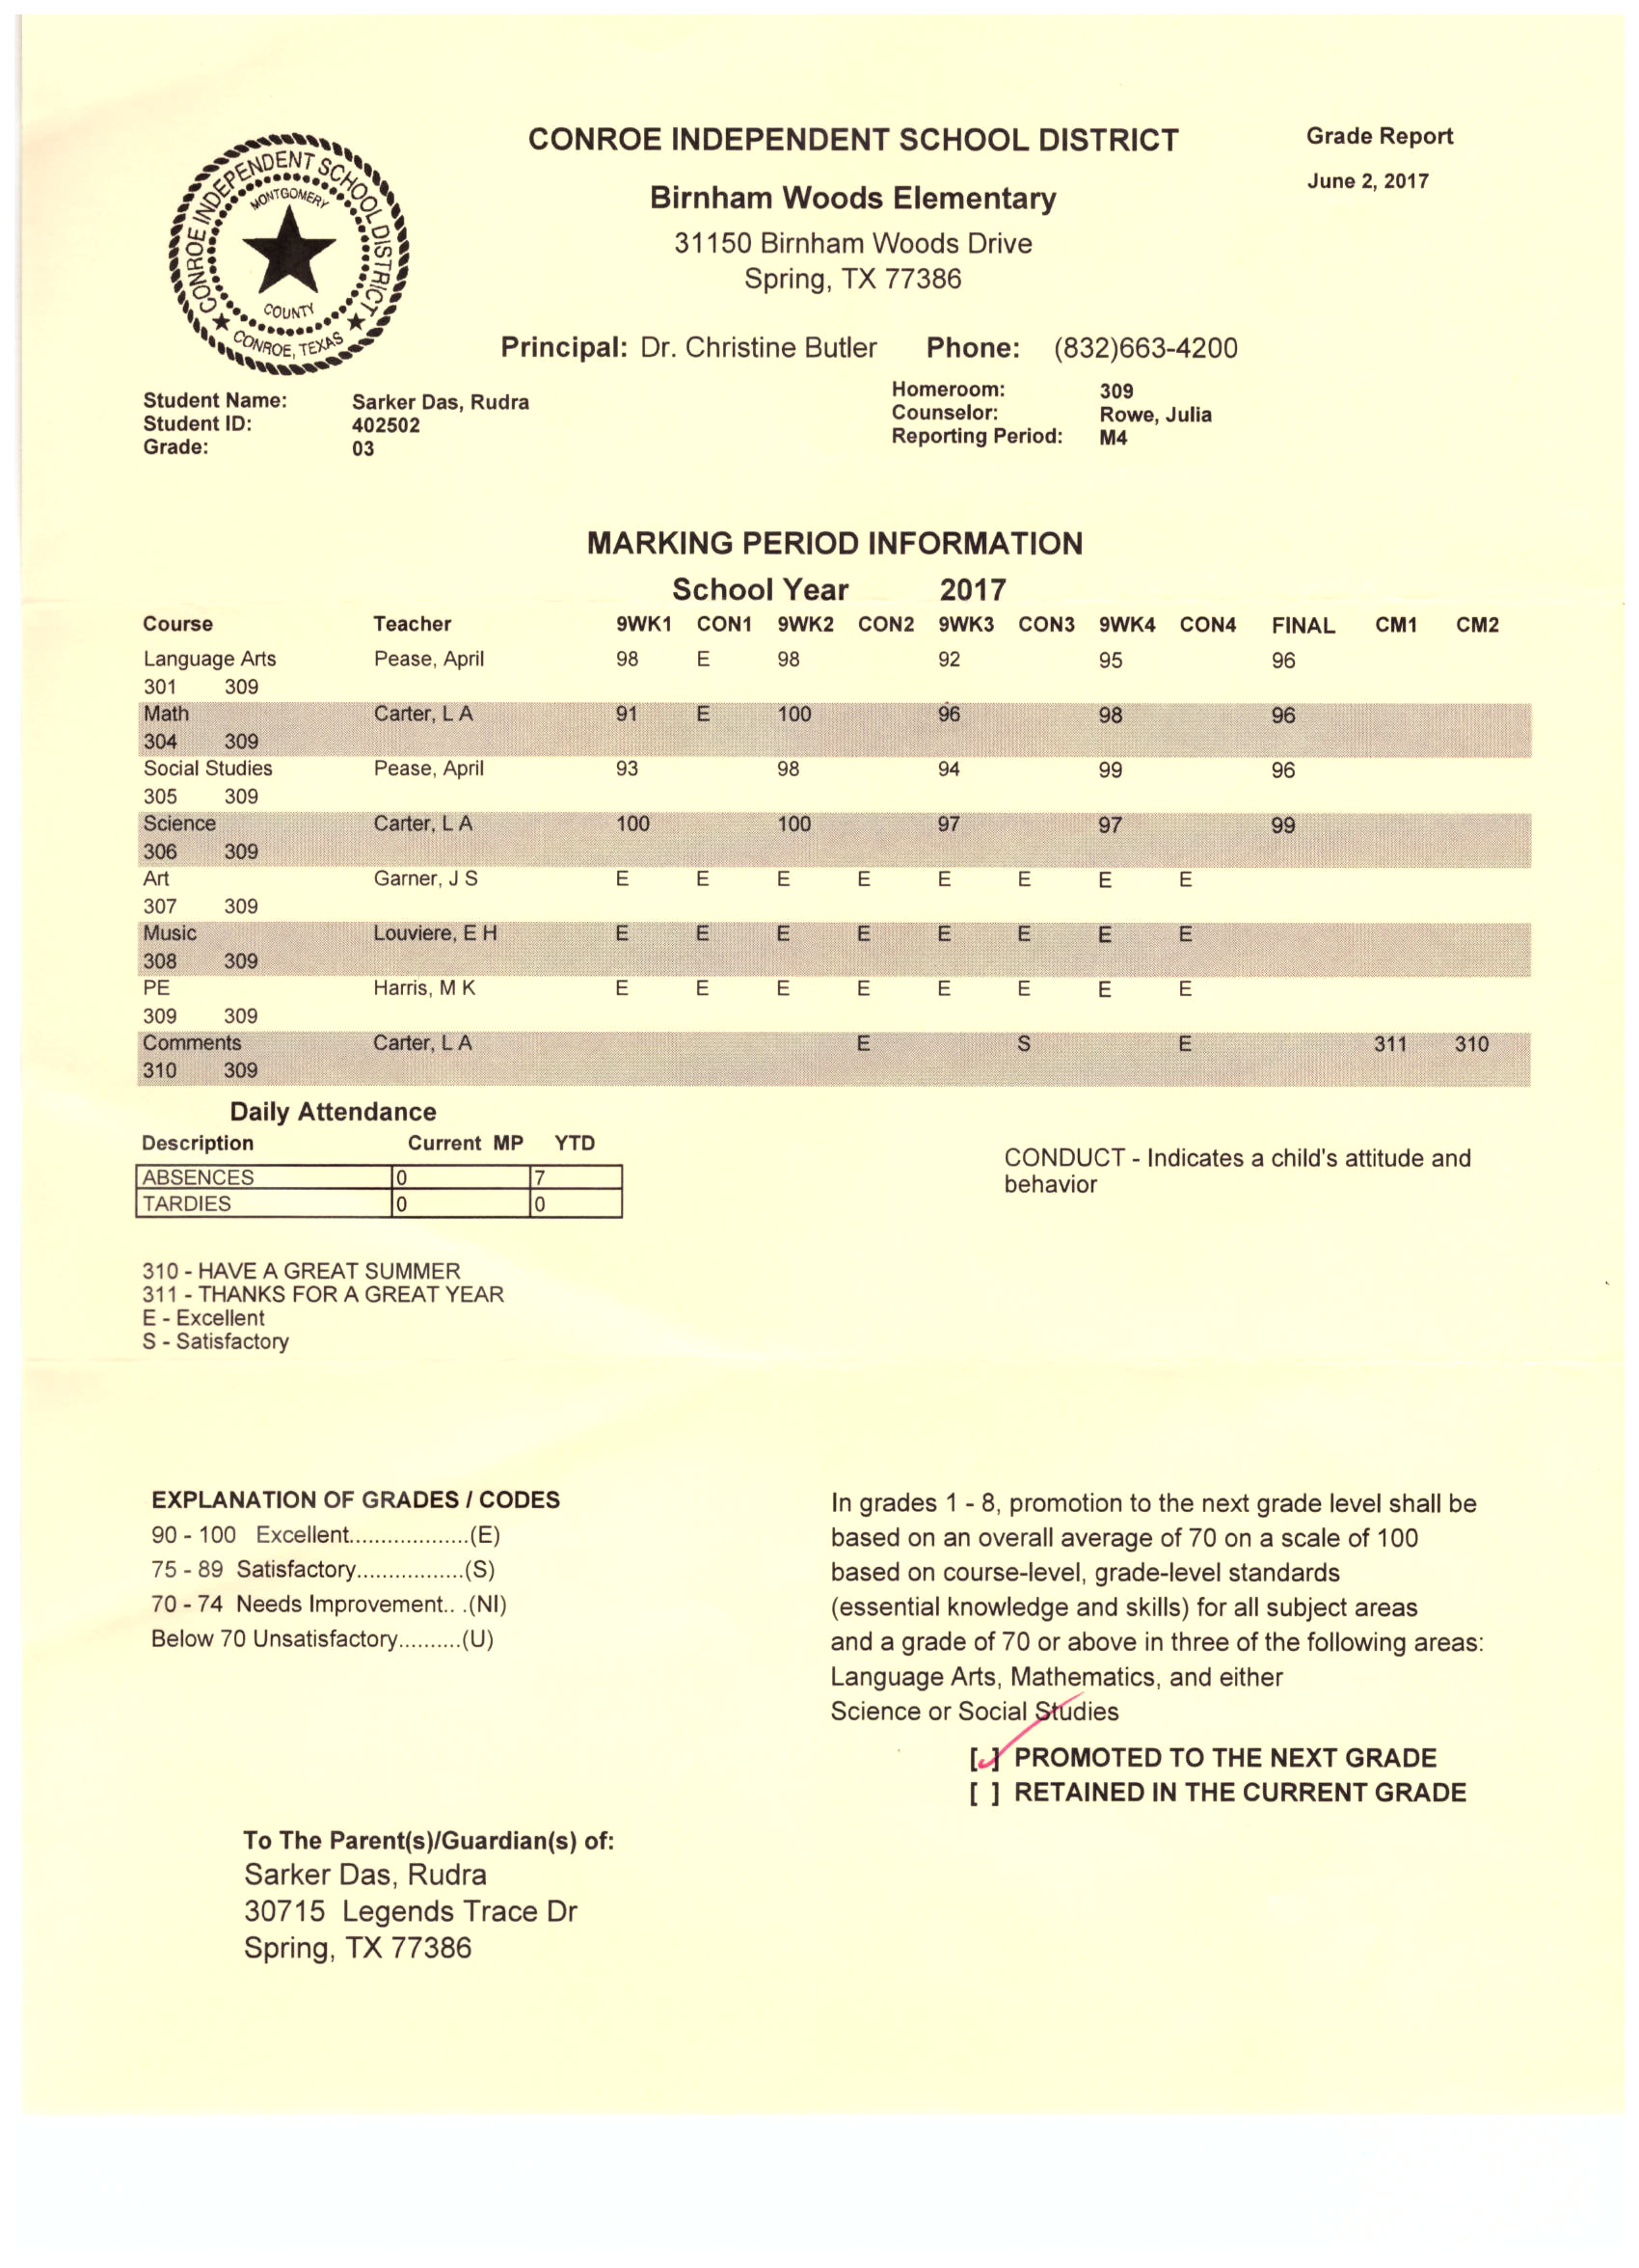 CONROE INDEPENDENT SCHOOL DISTRICT
MONTGOMERY
COUNTY
CONROE, TEXAS
CONROE INDEPENDENT SCHOOL DISTRICT
Birnham Woods Elementary
31150 Birnham Woods Drive
Spring, TX 77386
Grade Report
June 2, 2017
Principal: Dr. Christine Butler Phone: (832)663-4200
Student Name: Sarker Das, Rudra
Student ID: 402502
Grade: 03
Homeroom: 309
Counselor: Rowe, Julia
Reporting Period: M4
MARKING PERIOD INFORMATION
School Year 2017
Course Teacher 9WK1 CON1 9WK2 CON2 9WK3 CON3 9WK4 CON4 FINAL CM1 CM2
Language Arts Pease, April 98 E 98 92 95 96
301 309
Math Carter, L A 91 E 100 96 98 96
304 309
Social Studies Pease, April 93 98 94 99 96
305 309
Science Carter, L A 100 100 97 97 99
306 309
Art Garner, J S E E E E E E E E
307 309
Music Louviere, E H E E E E E E E E
308 309
PE Harris, M K E E E E E E E E
309 309
Comments Carter, L A E S E 311 310
310 309
Daily Attendance
Description Current MP YTD
ABSENCES 0 7
TARDIES 0 0
CONDUCT - Indicates a child's attitude and
behavior
310 - HAVE A GREAT SUMMER
311 - THANKS FOR A GREAT YEAR
E - Excellent
S - Satisfactory
EXPLANATION OF GRADES / CODES
90 - 100 Excellent...................(E)
75 - 89 Satisfactory.................(S)
70 - 74 Needs Improvement.. .(NI)
Below 70 Unsatisfactory..........(U)
In grades 1 - 8, promotion to the next grade level shall be
based on an overall average of 70 on a scale of 100
based on course-level, grade-level standards
(essential knowledge and skills) for all subject areas
and a grade of 70 or above in three of the following areas:
Language Arts, Mathematics, and either
Science or Social Studies
[✓] PROMOTED TO THE NEXT GRADE
[ ] RETAINED IN THE CURRENT GRADE
To The Parent(s)/Guardian(s) of:
Sarker Das, Rudra
30715 Legends Trace Dr
Spring, TX 77386